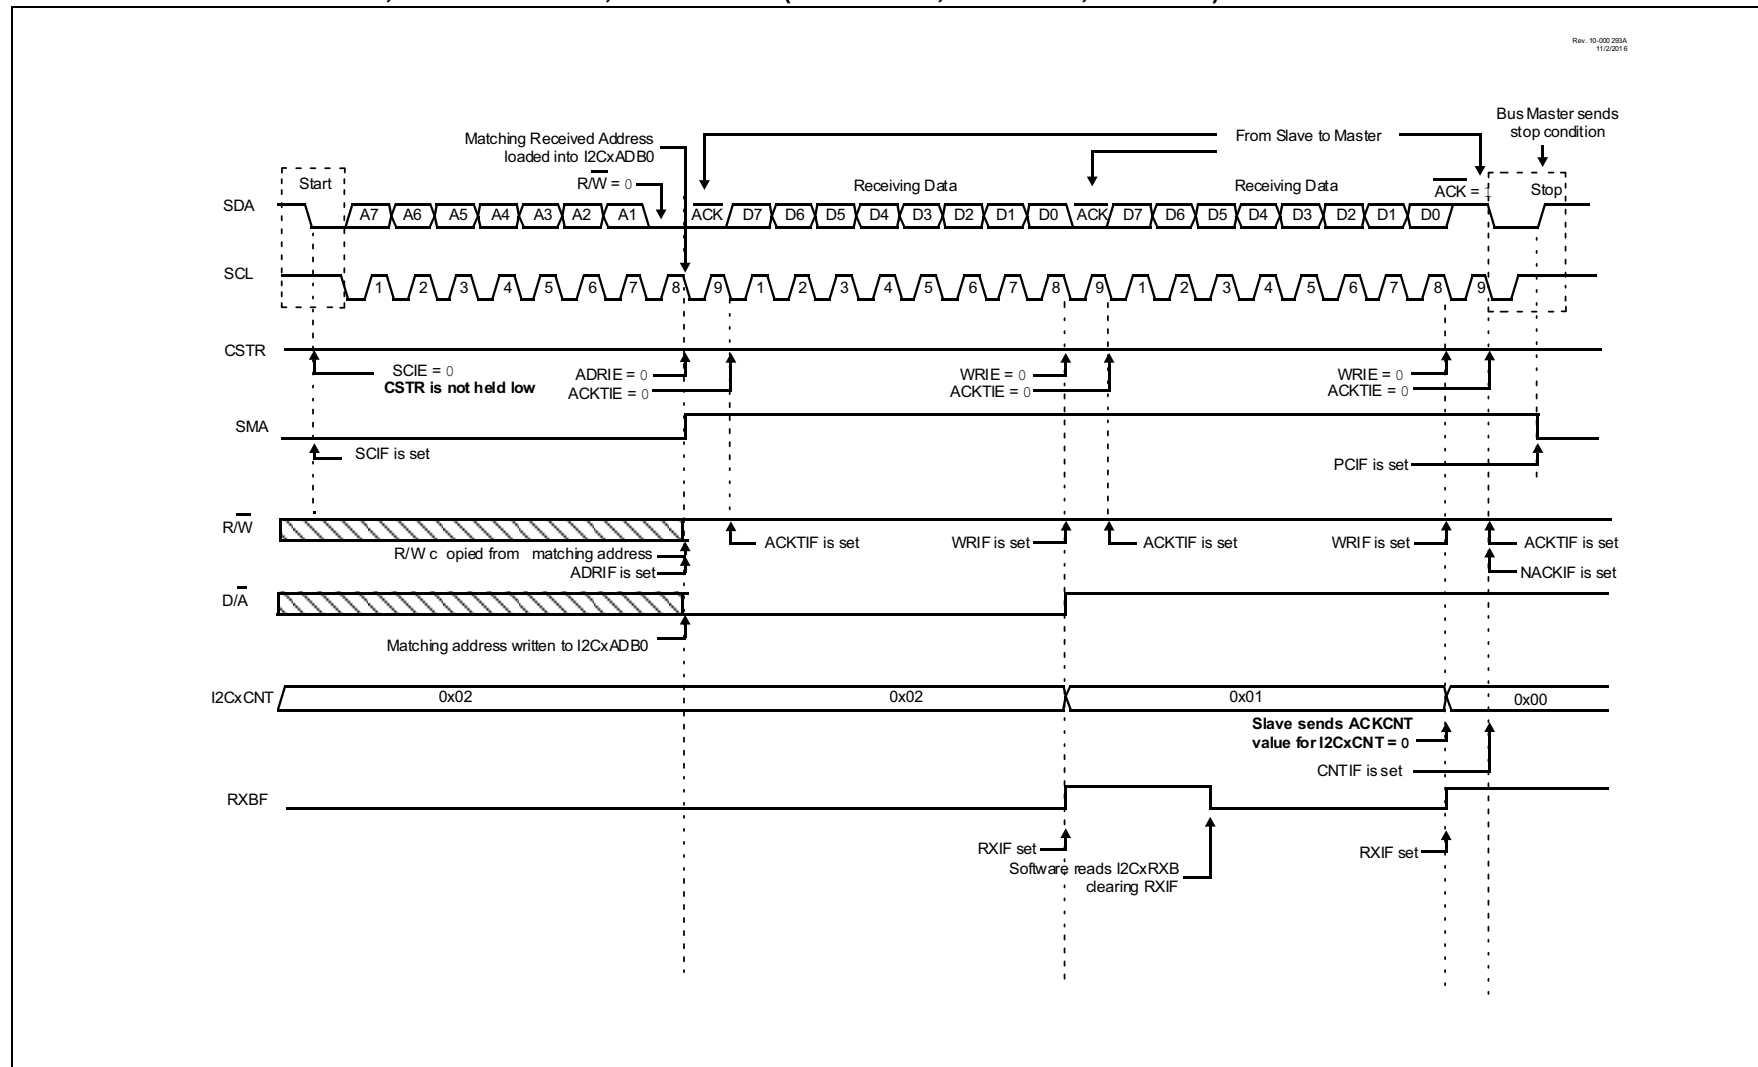 Rev. 10-000 293A
11/2/2016
Bus Master sends
stop condition
Matching Received Address
loaded into I2CxADB0
From Slave to Master
R/W = 0
Start
Receiving Data
Receiving Data
ACK =
Stop
SDA
A7 A6 A5 A4 A3 A2 A1 ACK D7 D6 D5 D4 D3 D2 D1 D0 ACK D7 D6 D5 D4 D3 D2 D1 D0
SCL
1 2 3 4 5 6 7 8 9 1 2 3 4 5 6 7 8 9 1 2 3 4 5 6 7 8 9
CSTR
SCIE = 0
CSTR is not held low
ADRIE = 0
ACKTIE = 0
WRIE = 0
ACKTIE = 0
WRIE = 0
ACKTIE = 0
SMA
SCIF is set
PCIF is set
R/W
ACKTIF is set
WRIF is set
ACKTIF is set
WRIF is set
ACKTIF is set
R/W c opied from matching address
ADRIF is set
NACKIF is set
D/A
Matching address written to I2CxADB0
I2CxCNT
0x02
0x02
0x01
0x00
Slave sends ACKCNT
value for I2CxCNT = 0
CNTIF is set
RXBF
RXIF set
RXIF set
Software reads I2CxRXB
clearing RXIF